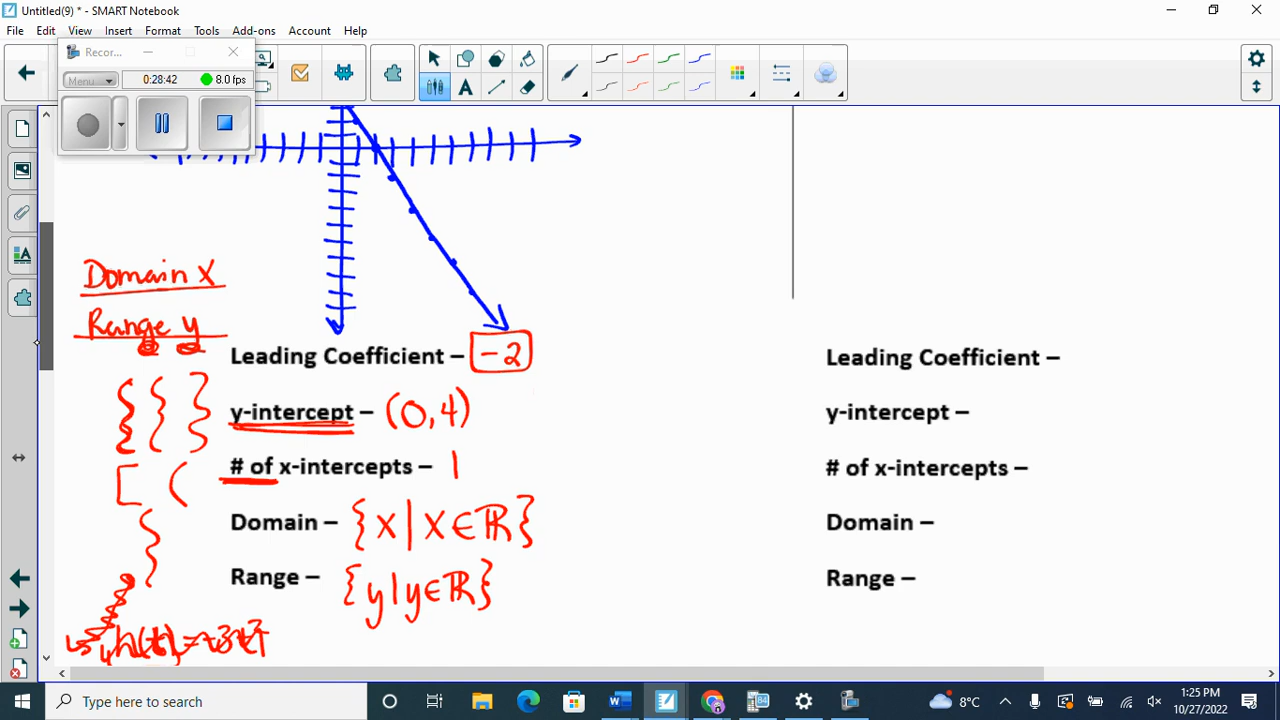 Untitled(9) * - SMART Notebook
File Edit View Insert Format Tools Add-ons Account Help
Recor...
Menu 0:28:42 8.0 fps
Domain X
Range y
Leading Coefficient – -2
y-intercept – (0,4)
# of x-intercepts – 1
Domain – {X|X∈ℝ}
Range – {y|y∈ℝ}
{ { }
[ (
}
h(t)=
Leading Coefficient –
y-intercept –
# of x-intercepts –
Domain –
Range –
Type here to search
8°C
1:25 PM
10/27/2022